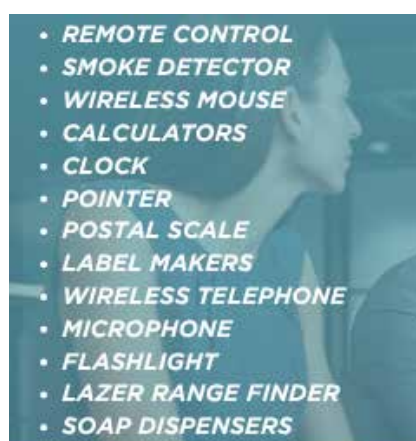 • REMOTE CONTROL
• SMOKE DETECTOR
• WIRELESS MOUSE
• CALCULATORS
• CLOCK
• POINTER
• POSTAL SCALE
• LABEL MAKERS
• WIRELESS TELEPHONE
• MICROPHONE
• FLASHLIGHT
• LAZER RANGE FINDER
• SOAP DISPENSERS